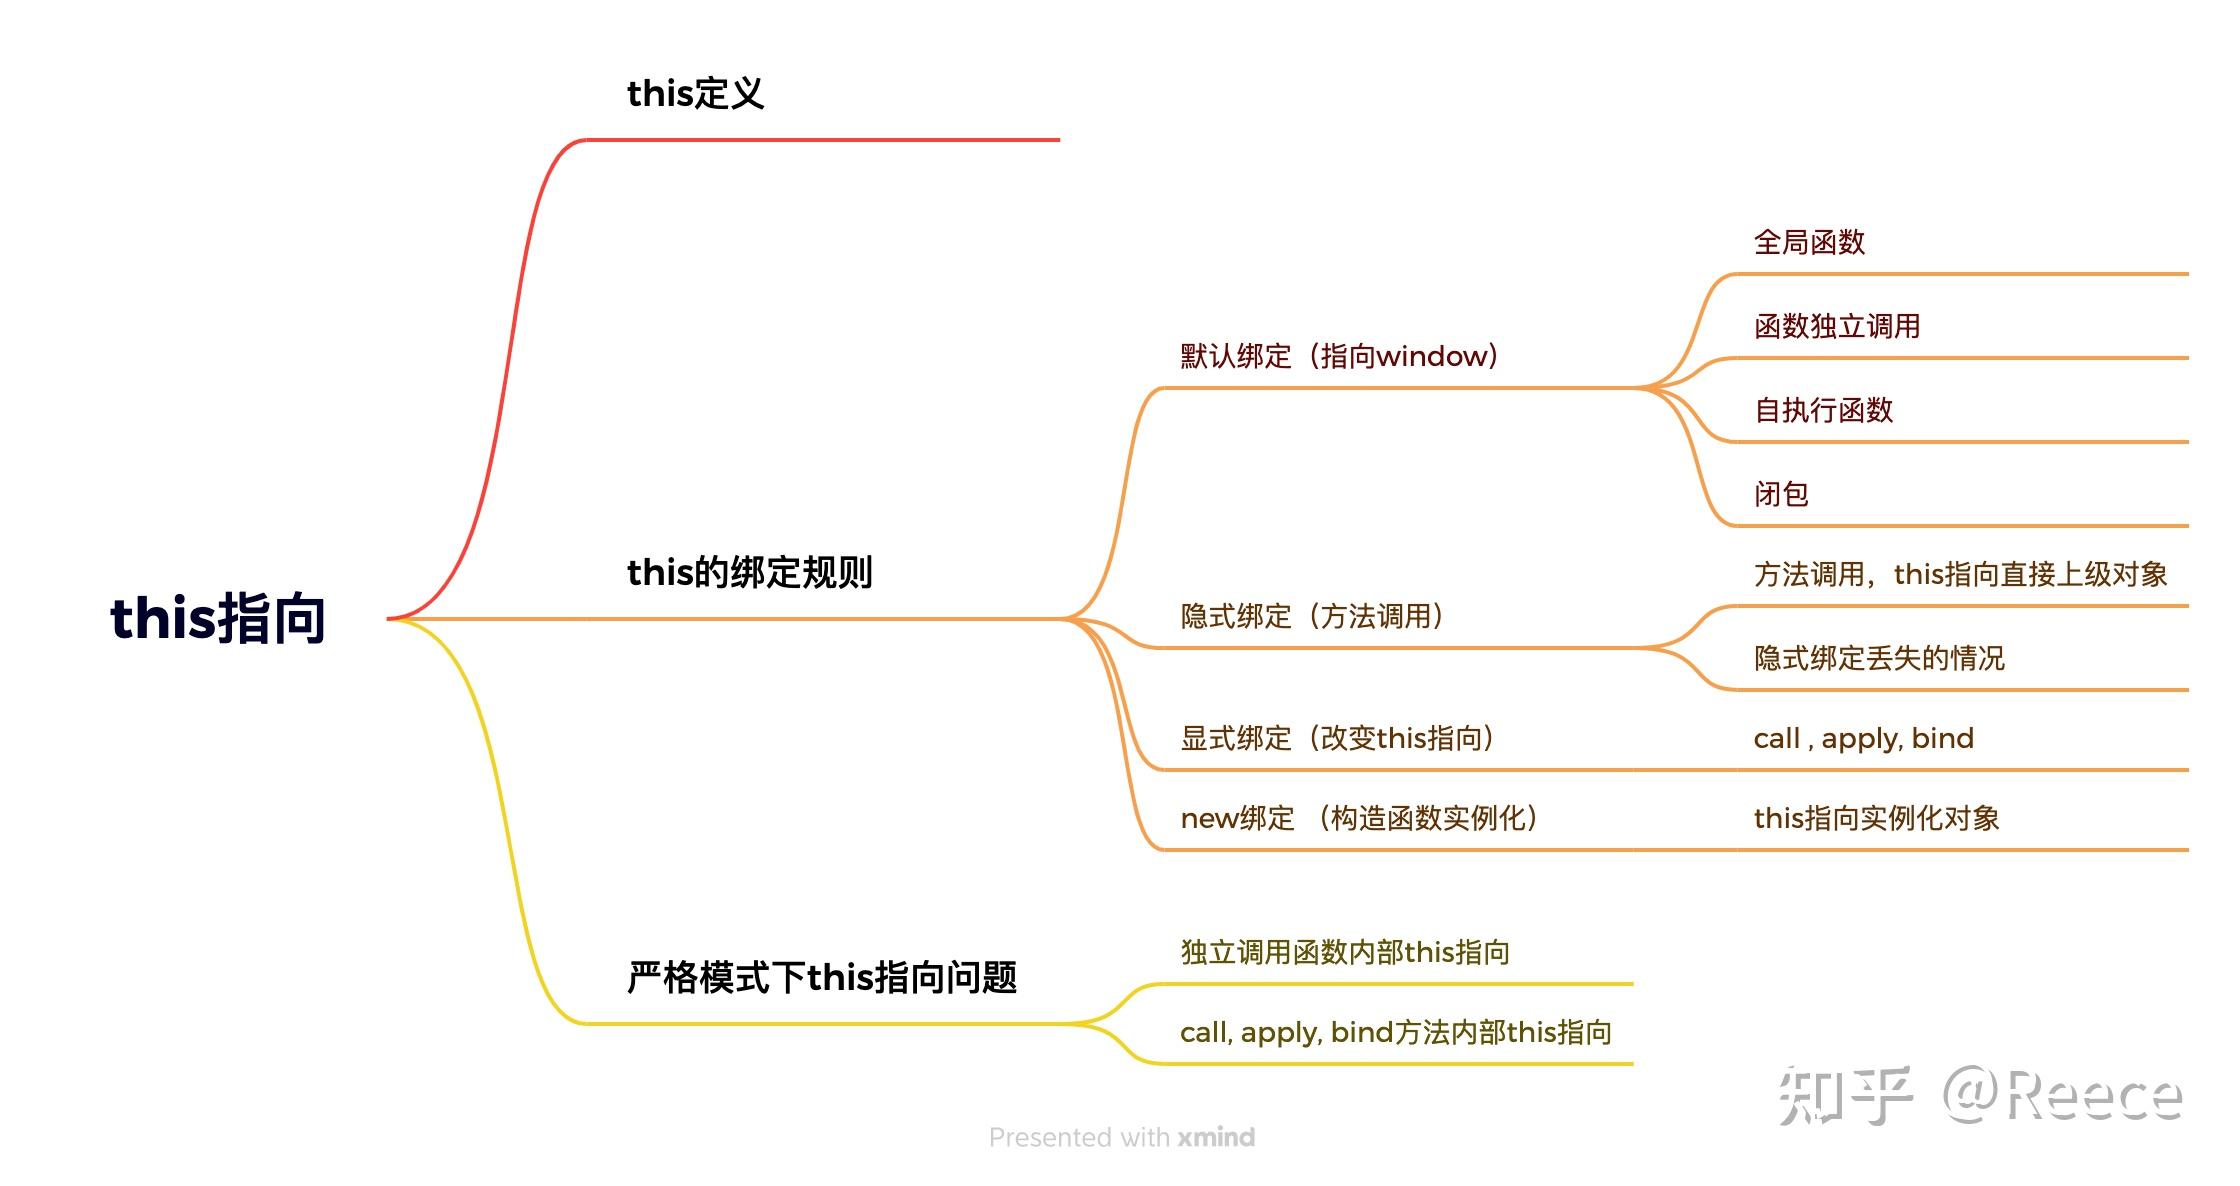 this定义
全局函数
函数独立调用
默认绑定（指向window）
自执行函数
闭包
this的绑定规则
this指向
方法调用，this指向直接上级对象
隐式绑定（方法调用）
隐式绑定丢失的情况
显式绑定（改变this指向）
call , apply, bind
new绑定 （构造函数实例化）
this指向实例化对象
严格模式下this指向问题
独立调用函数内部this指向
call, apply, bind方法内部this指向
知乎 @Reece
Presented with xmind